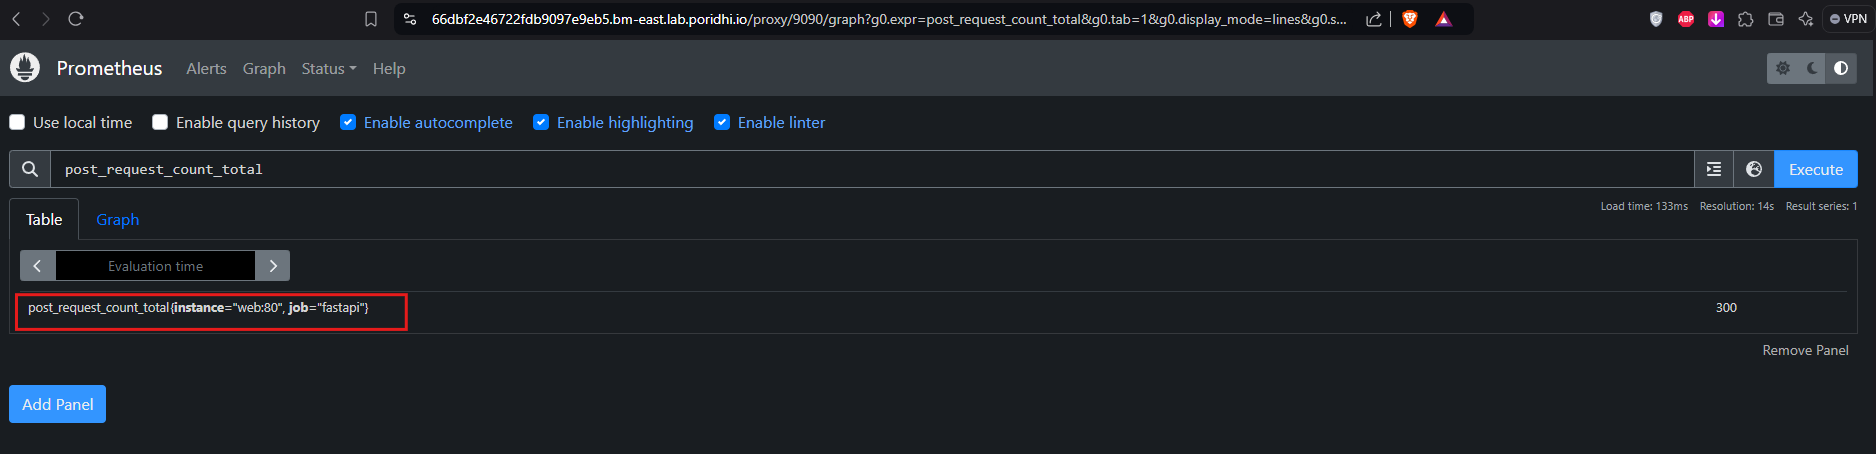 66dbf2e46722fdb9097e9eb5.bm-east.lab.poridhi.io/proxy/9090/graph?g0.expr=post_request_count_total&g0.tab=1&g0.display_mode=lines&g0.s...
ABP
VPN
Prometheus Alerts Graph Status Help
Use local time Enable query history Enable autocomplete Enable highlighting Enable linter
post_request_count_total
Execute
Table Graph
Load time: 133ms Resolution: 14s Result series: 1
Evaluation time
post_request_count_total{instance="web:80", job="fastapi"} 300
Remove Panel
Add Panel